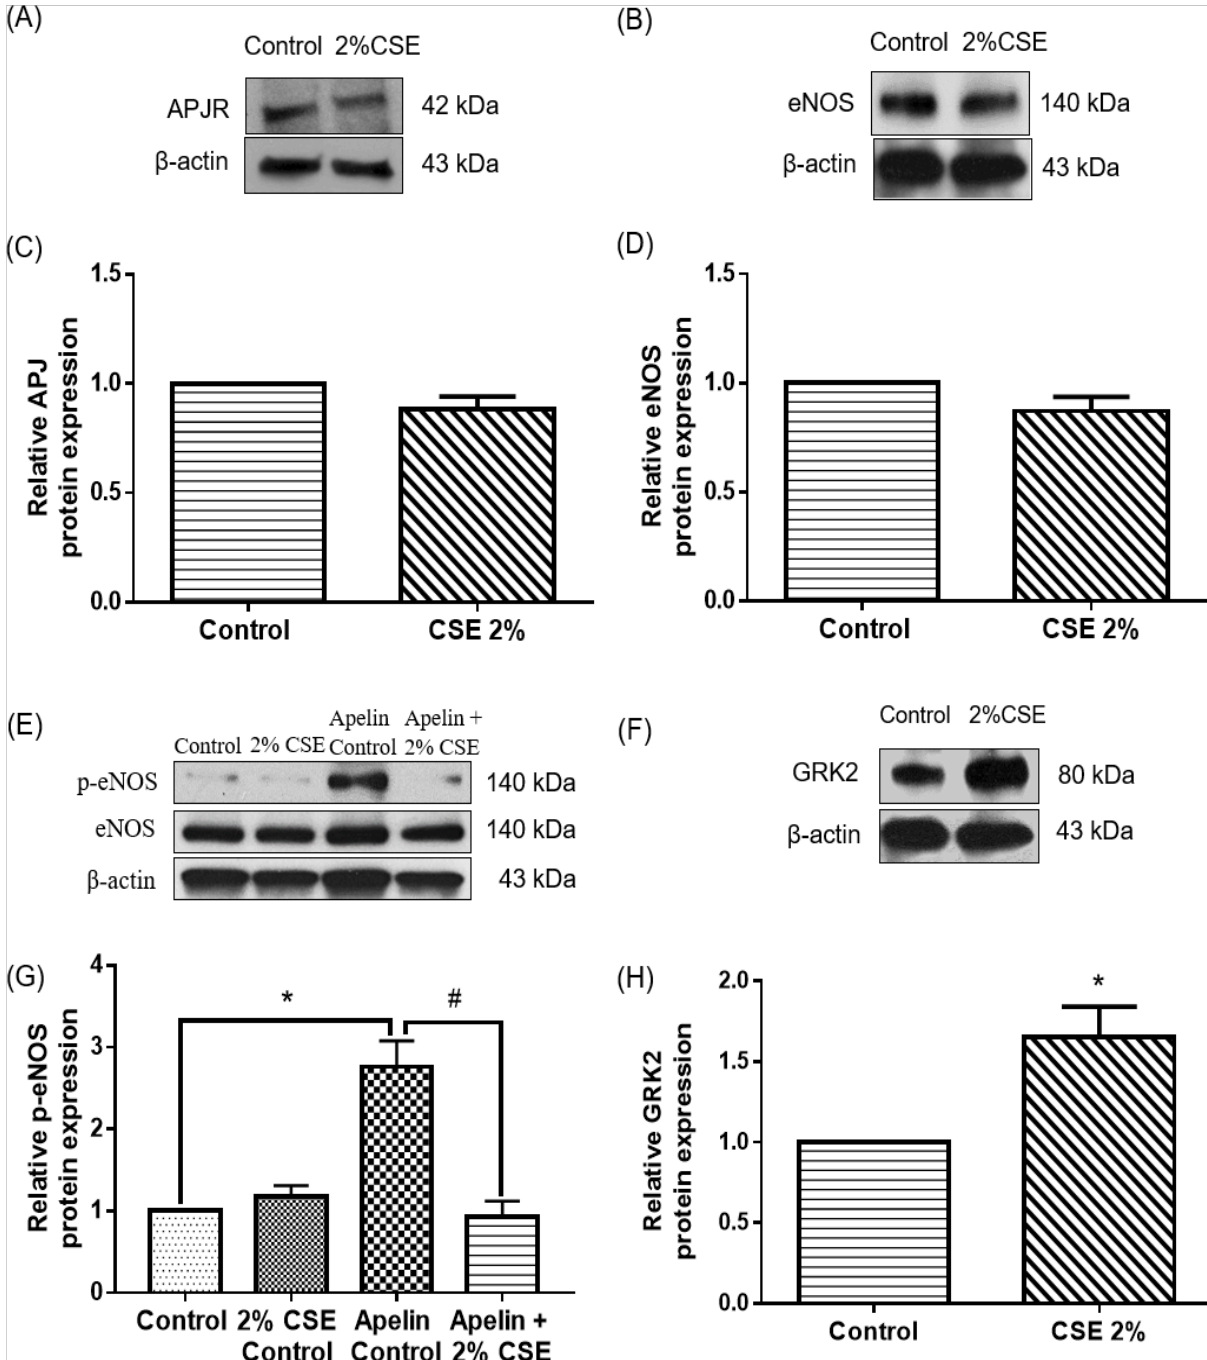 (A)
Control 2%CSE
APJR 42 kDa
β-actin 43 kDa
(B)
Control 2%CSE
eNOS 140 kDa
β-actin 43 kDa
(C)
1.5
1.0
0.5
0.0
Relative APJ
protein expression
Control CSE 2%
(D)
1.5
1.0
0.5
0.0
Relative eNOS
protein expression
Control CSE 2%
(E)
Apelin Apelin +
Control 2% CSE Control 2% CSE
p-eNOS 140 kDa
eNOS 140 kDa
β-actin 43 kDa
(F)
Control 2%CSE
GRK2 80 kDa
β-actin 43 kDa
(G)
4
3
2
1
0
Relative p-eNOS
protein expression
* #
Control 2% CSE Apelin Apelin +
Control Control 2% CSE
(H)
2.0
1.5
1.0
0.5
0.0
Relative GRK2
protein expression
*
Control CSE 2%